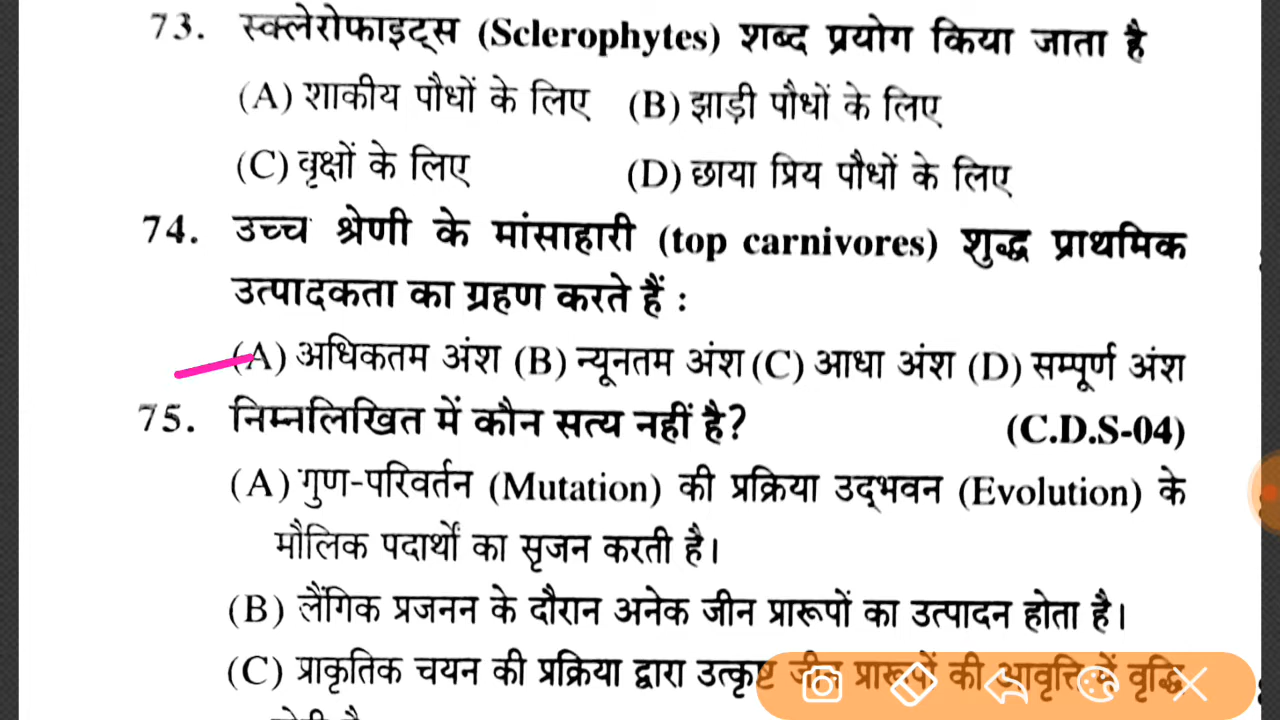 73. स्क्लेरोफाइट्स (Sclerophytes) शब्द प्रयोग किया जाता है
(A) शाकीय पौधों के लिए (B) झाड़ी पौधों के लिए
(C) वृक्षों के लिए (D) छाया प्रिय पौधों के लिए
74. उच्च श्रेणी के मांसाहारी (top carnivores) शुद्ध प्राथमिक
उत्पादकता का ग्रहण करते हैं :
(A) अधिकतम अंश (B) न्यूनतम अंश (C) आधा अंश (D) सम्पूर्ण अंश
75. निम्नलिखित में कौन सत्य नहीं है? (C.D.S-04)
(A) गुण-परिवर्तन (Mutation) की प्रक्रिया उद्भवन (Evolution) के
मौलिक पदार्थों का सृजन करती है।
(B) लैंगिक प्रजनन के दौरान अनेक जीन प्रारूपों का उत्पादन होता है।
(C) प्राकृतिक चयन की प्रक्रिया द्वारा उत्कृष्ट जीन प्रारूपों की आवृत्ति में वृद्धि